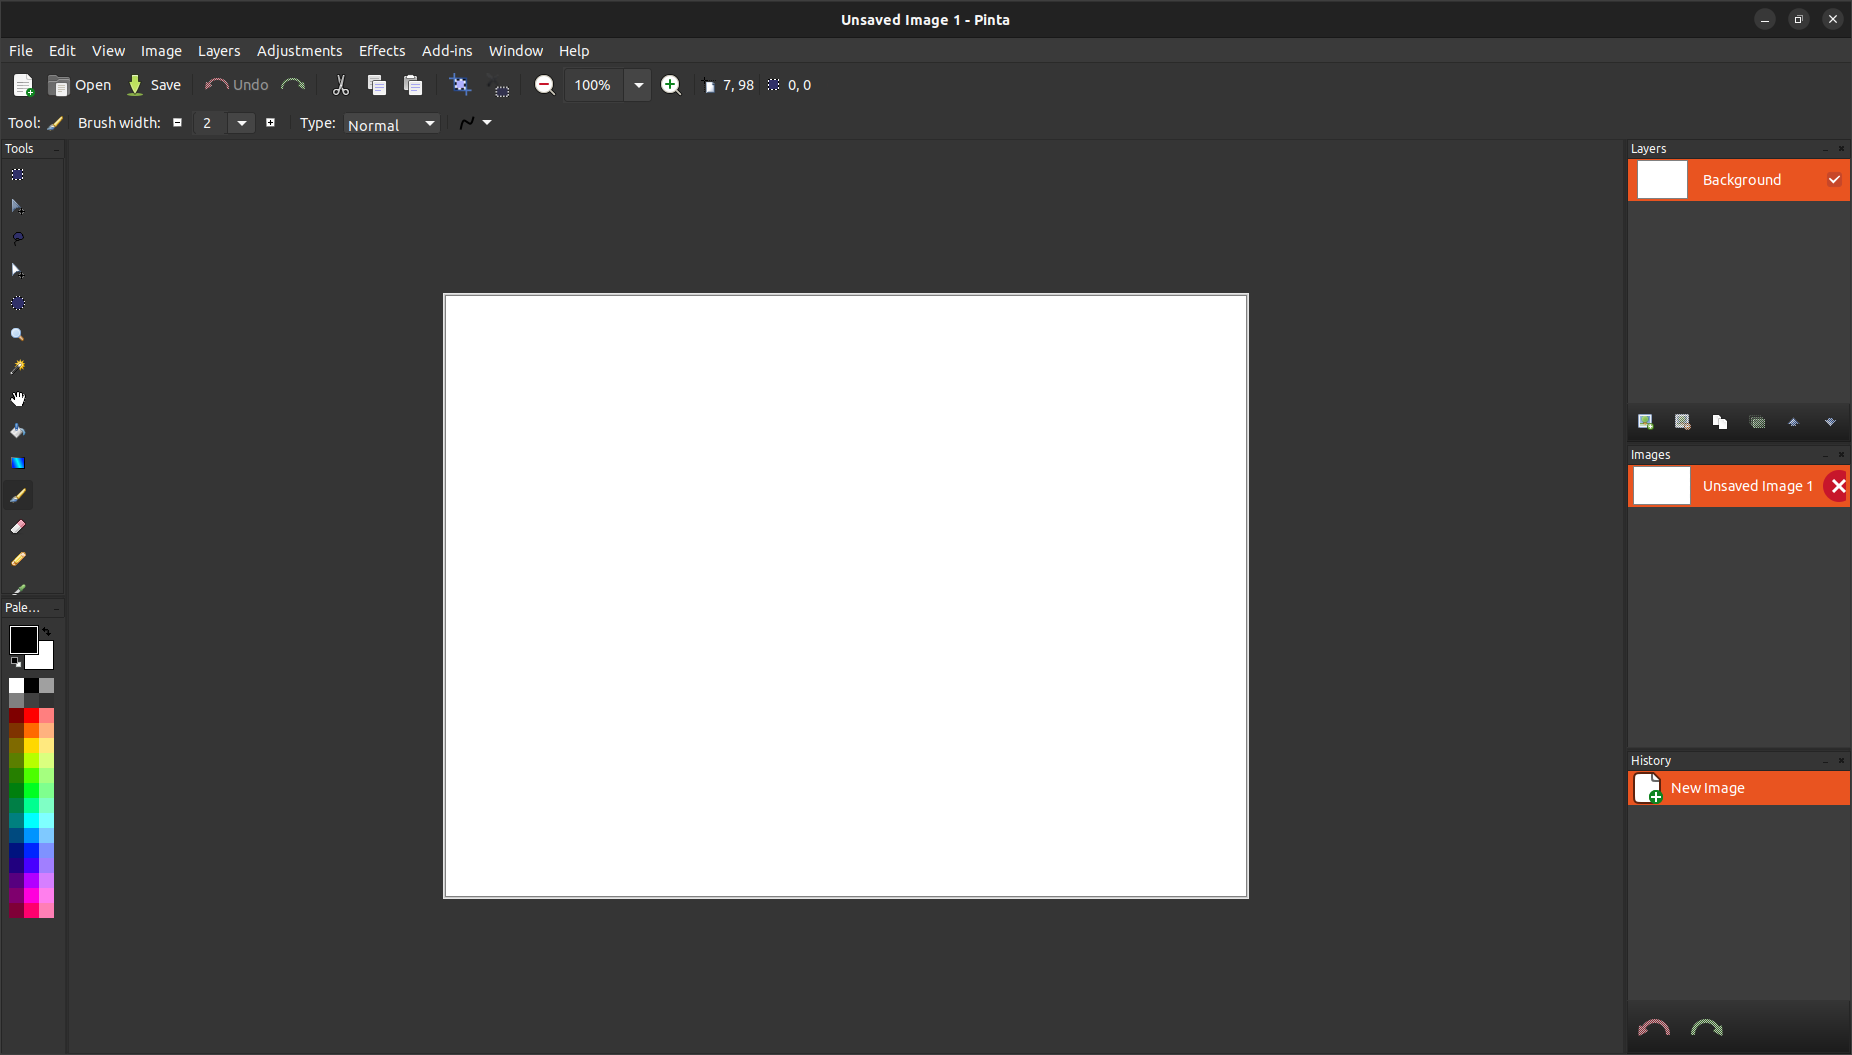 Unsaved Image 1 - Pinta
File Edit View Image Layers Adjustments Effects Add-ins Window Help
Open Save Undo 100% 7, 98 0, 0
Tool: Brush width: 2 Type: Normal
Tools
Layers
Background
Images
Unsaved Image 1
Pale...
History
New Image